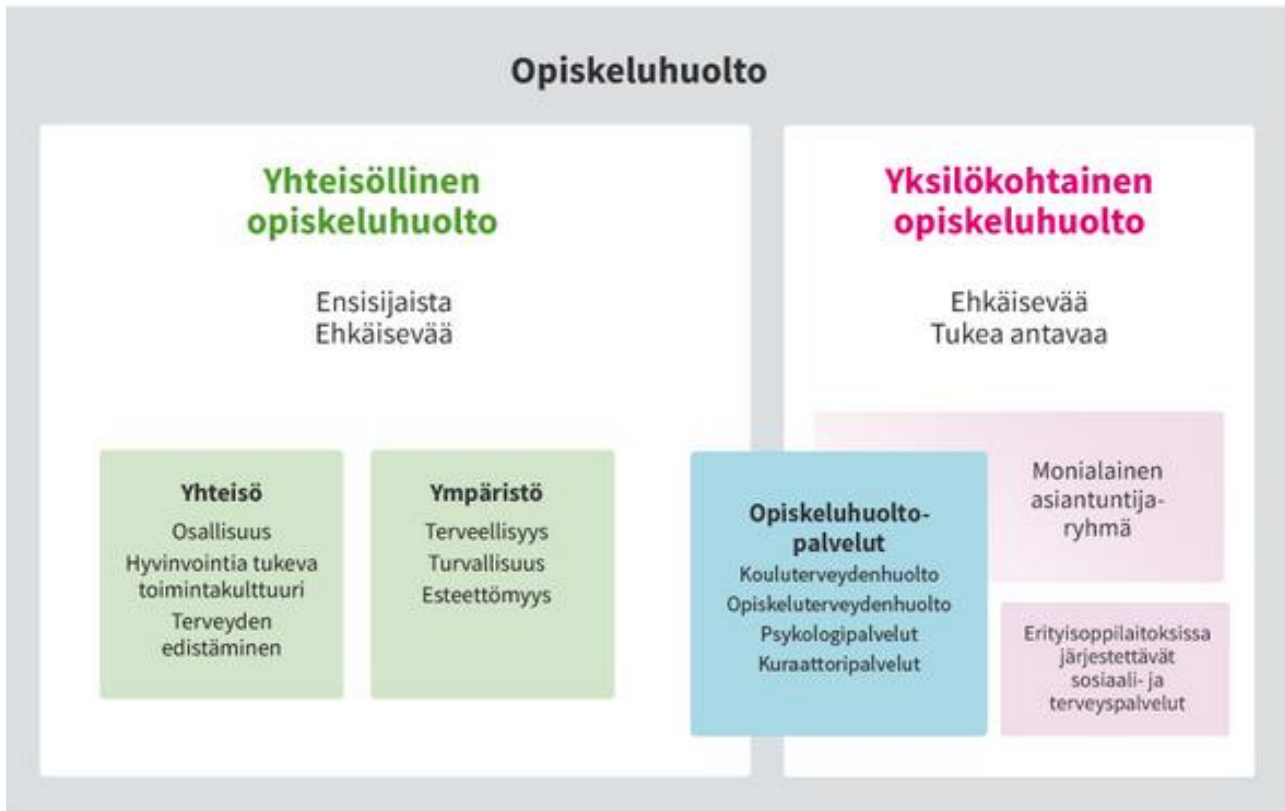 Opiskeluhuolto
Yhteisöllinen
opiskeluhuolto
Ensisijaista
Ehkäisevää
Yhteisö
Osallisuus
Hyvinvointia tukeva
toimintakulttuuri
Terveyden
edistäminen
Ympäristö
Terveellisyys
Turvallisuus
Esteettömyys
Opiskeluhuolto-
palvelut
Kouluterveydenhuolto
Opiskeluterveydenhuolto
Psykologipalvelut
Kuraattoripalvelut
Yksilökohtainen
opiskeluhuolto
Ehkäisevää
Tukea antavaa
Monialainen
asiantuntija-
ryhmä
Erityisoppilaitoksissa
järjestettävät
sosiaali- ja
terveyspalvelut